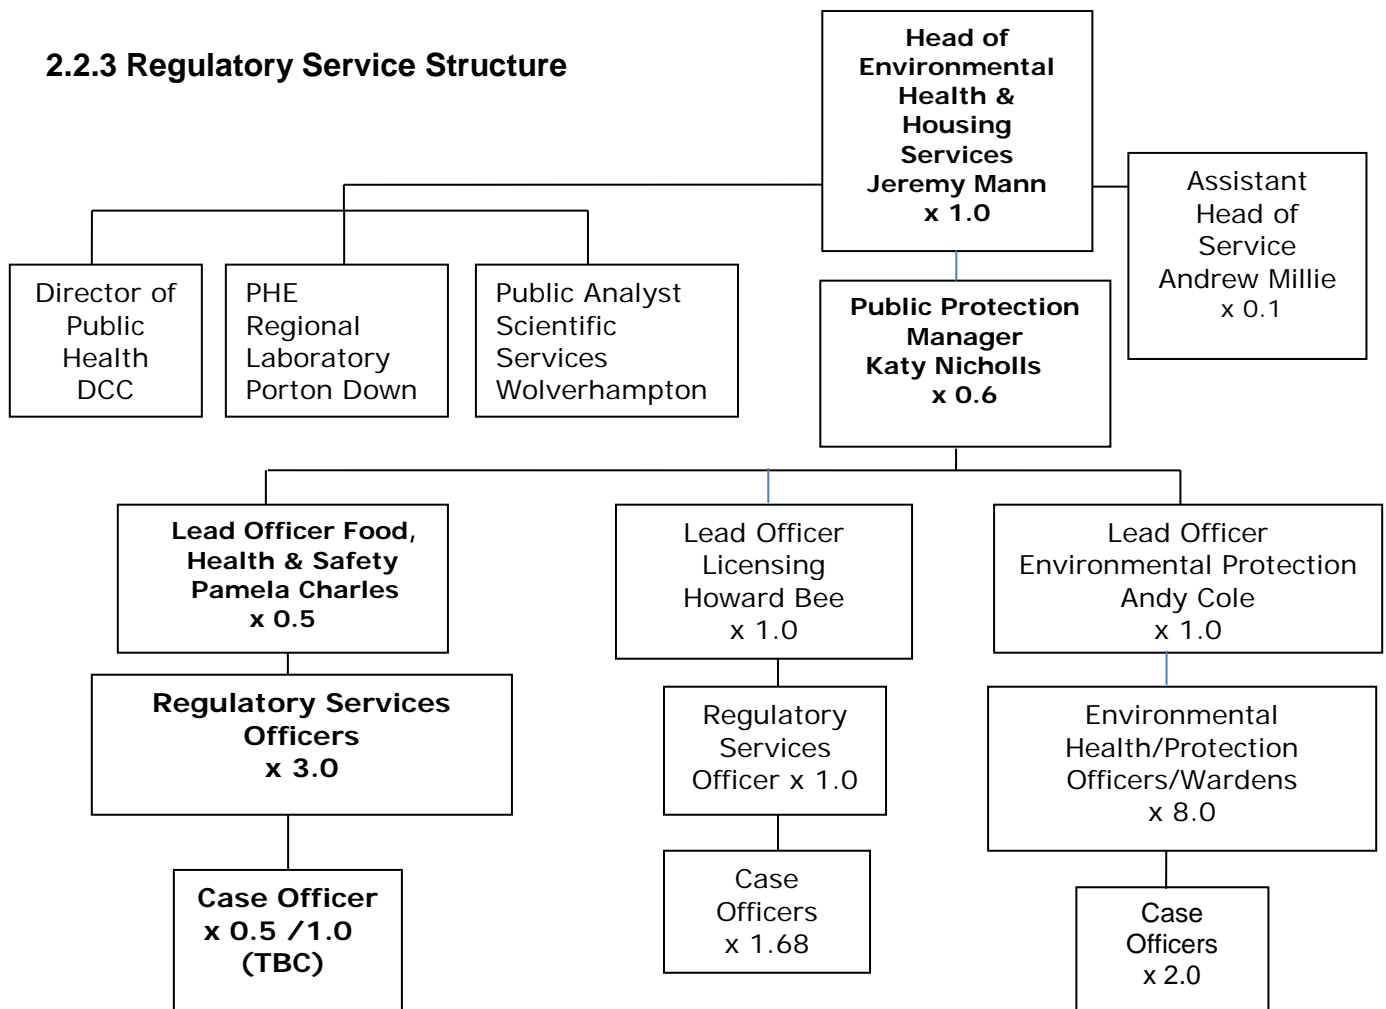 2.2.3 Regulatory Service Structure
Head of
Environmental
Health &
Housing
Services
Jeremy Mann
x 1.0
Assistant
Head of
Service
Andrew Millie
x 0.1
Director of
Public
Health
DCC
PHE
Regional
Laboratory
Porton Down
Public Analyst
Scientific
Services
Wolverhampton
Public Protection
Manager
Katy Nicholls
x 0.6
Lead Officer Food,
Health & Safety
Pamela Charles
x 0.5
Lead Officer
Licensing
Howard Bee
x 1.0
Lead Officer
Environmental Protection
Andy Cole
x 1.0
Regulatory Services
Officers
x 3.0
Regulatory
Services
Officer x 1.0
Environmental
Health/Protection
Officers/Wardens
x 8.0
Case Officer
x 0.5 /1.0
(TBC)
Case
Officers
x 1.68
Case
Officers
x 2.0